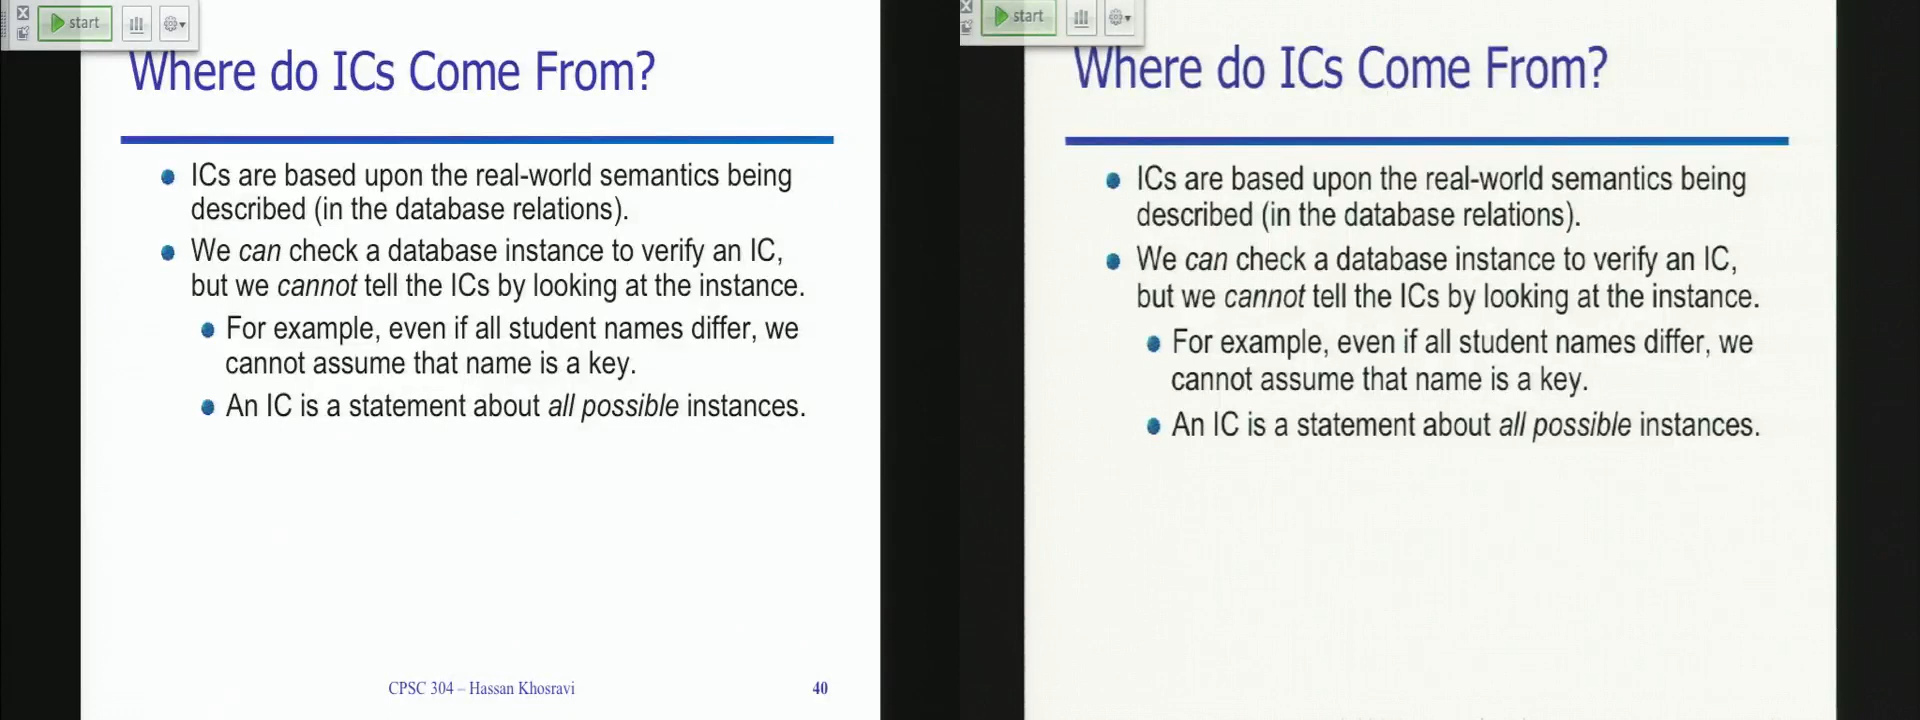 start
Where do ICs Come From?
ICs are based upon the real-world semantics being
described (in the database relations).
We can check a database instance to verify an IC,
but we cannot tell the ICs by looking at the instance.
For example, even if all student names differ, we
cannot assume that name is a key.
An IC is a statement about all possible instances.
CPSC 304 – Hassan Khosravi
40
start
Where do ICs Come From?
ICs are based upon the real-world semantics being
described (in the database relations).
We can check a database instance to verify an IC,
but we cannot tell the ICs by looking at the instance.
For example, even if all student names differ, we
cannot assume that name is a key.
An IC is a statement about all possible instances.